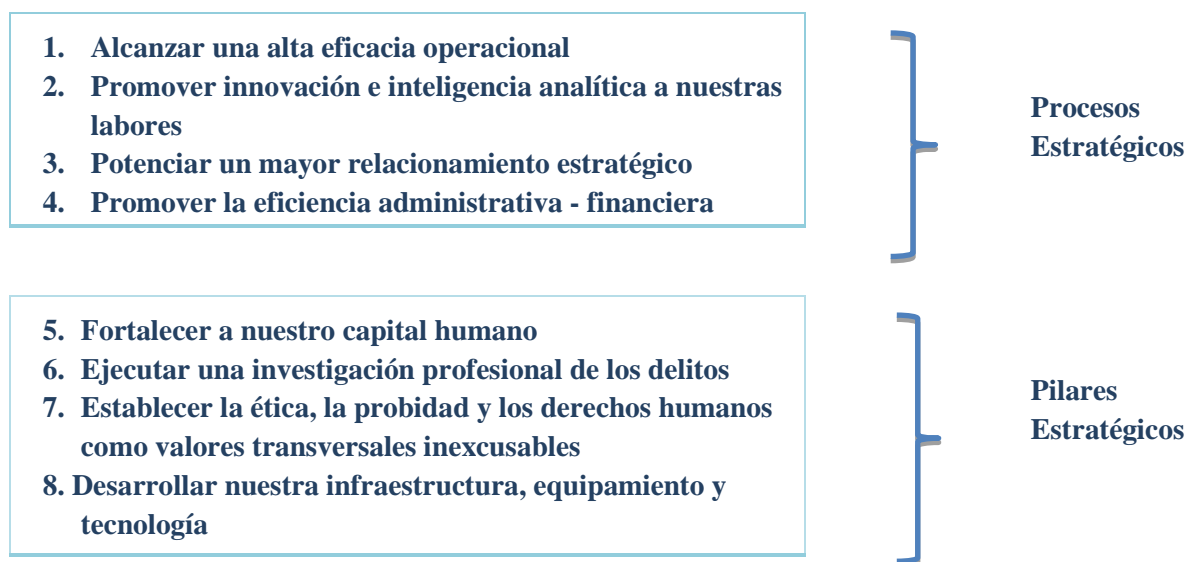 1. Alcanzar una alta eficacia operacional
2. Promover innovación e inteligencia analítica a nuestras
labores
3. Potenciar un mayor relacionamiento estratégico
4. Promover la eficiencia administrativa - financiera
Procesos
Estratégicos
5. Fortalecer a nuestro capital humano
6. Ejecutar una investigación profesional de los delitos
7. Establecer la ética, la probidad y los derechos humanos
como valores transversales inexcusables
8. Desarrollar nuestra infraestructura, equipamiento y
tecnología
Pilares
Estratégicos